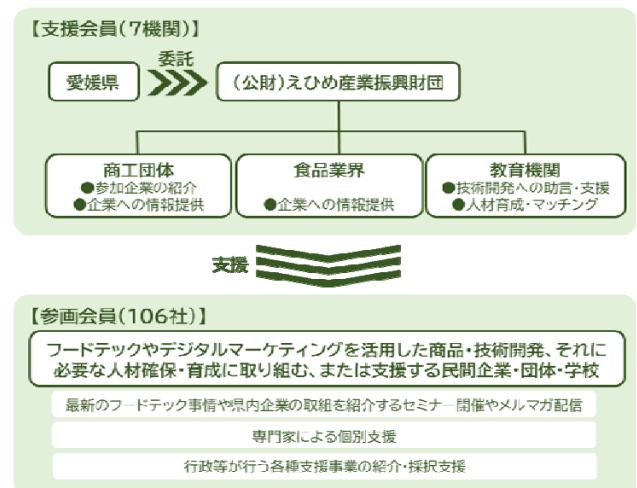 【支援会員(7機関)】
委託
愛媛県
(公財)えひめ産業振興財団
商工団体
●参加企業の紹介
●企業への情報提供
食品業界
●企業への情報提供
教育機関
●技術開発への助言・支援
●人材育成・マッチング
支援
【参画会員(106社)】
フードテックやデジタルマーケティングを活用した商品・技術開発、それに
必要な人材確保・育成に取り組む、または支援する民間企業・団体・学校
最新のフードテック事情や県内企業の取組を紹介するセミナー開催やメルマガ配信
専門家による個別支援
行政等が行う各種支援事業の紹介・採択支援